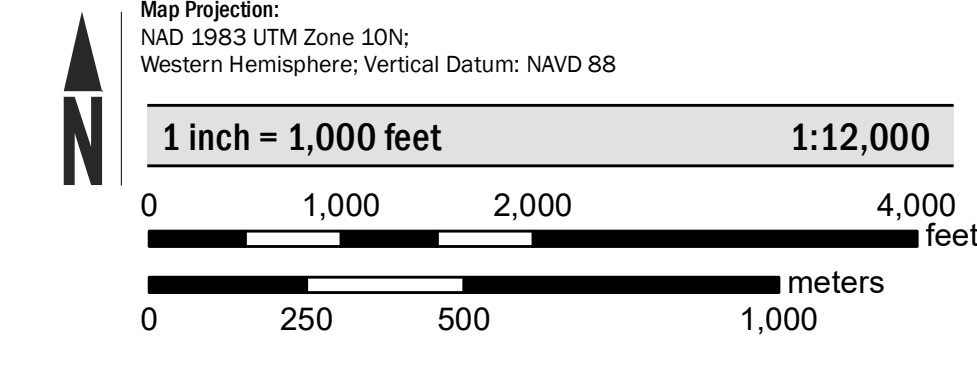 Map Projection:
NAD 1983 UTM Zone 10N;
Western Hemisphere; Vertical Datum: NAVD 88
N
1 inch = 1,000 feet 1:12,000
0 1,000 2,000 4,000
feet
meters
0 250 500 1,000